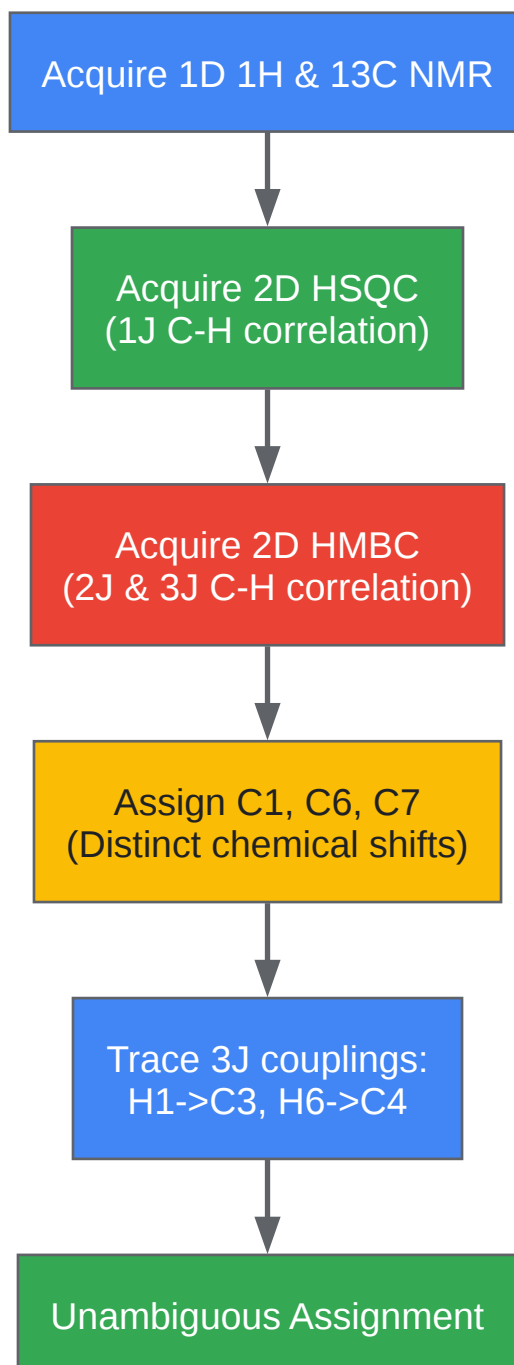 Acquire 1D 1H & 13C NMR
Acquire 2D HSQC
(1J C-H correlation)
Acquire 2D HMBC
(2J & 3J C-H correlation)
Assign C1, C6, C7
(Distinct chemical shifts)
Trace 3J couplings:
H1->C3, H6->C4
Unambiguous Assignment